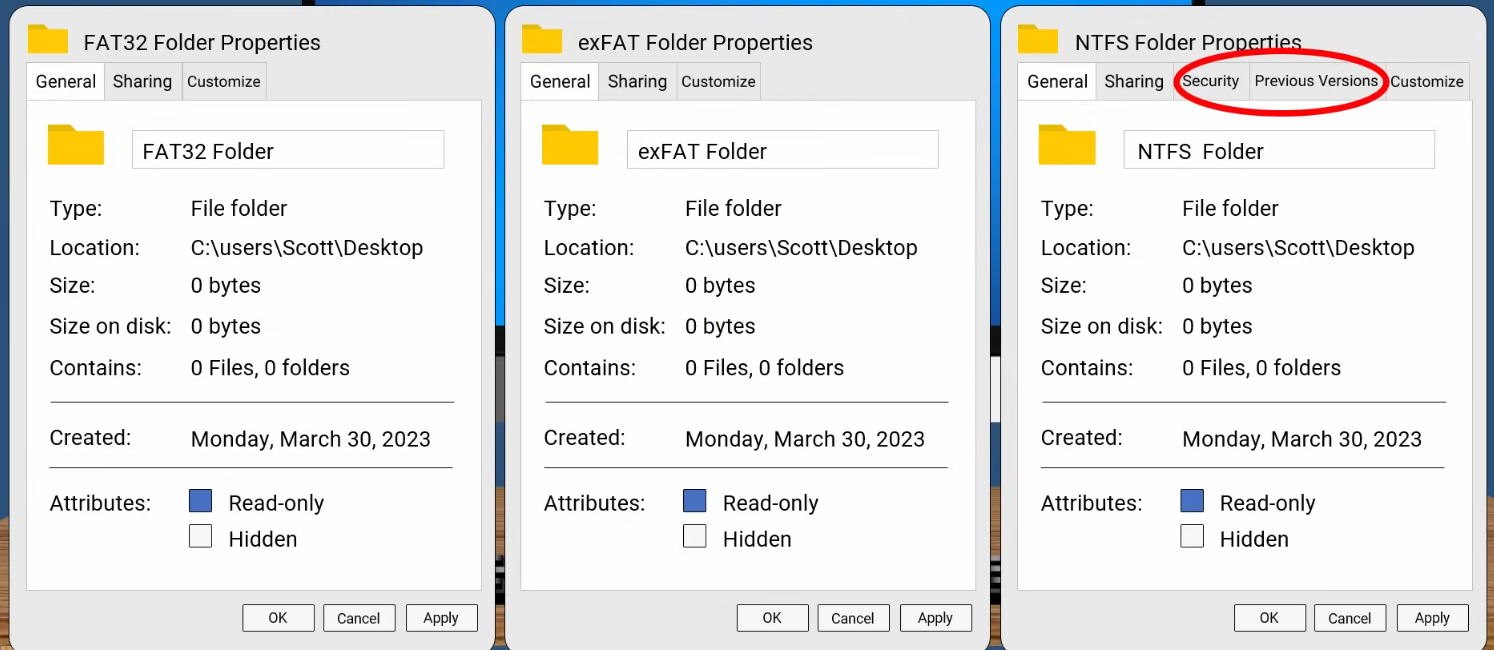 FAT32 Folder Properties
General Sharing Customize
FAT32 Folder
Type: File folder
Location: C:\users\Scott\Desktop
Size: 0 bytes
Size on disk: 0 bytes
Contains: 0 Files, 0 folders
Created: Monday, March 30, 2023
Attributes: Read-only
Hidden
OK Cancel Apply
exFAT Folder Properties
General Sharing Customize
exFAT Folder
Type: File folder
Location: C:\users\Scott\Desktop
Size: 0 bytes
Size on disk: 0 bytes
Contains: 0 Files, 0 folders
Created: Monday, March 30, 2023
Attributes: Read-only
Hidden
OK Cancel Apply
NTFS Folder Properties
General Sharing Security Previous Versions Customize
NTFS Folder
Type: File folder
Location: C:\users\Scott\Desktop
Size: 0 bytes
Size on disk: 0 bytes
Contains: 0 Files, 0 folders
Created: Monday, March 30, 2023
Attributes: Read-only
Hidden
OK Cancel Apply